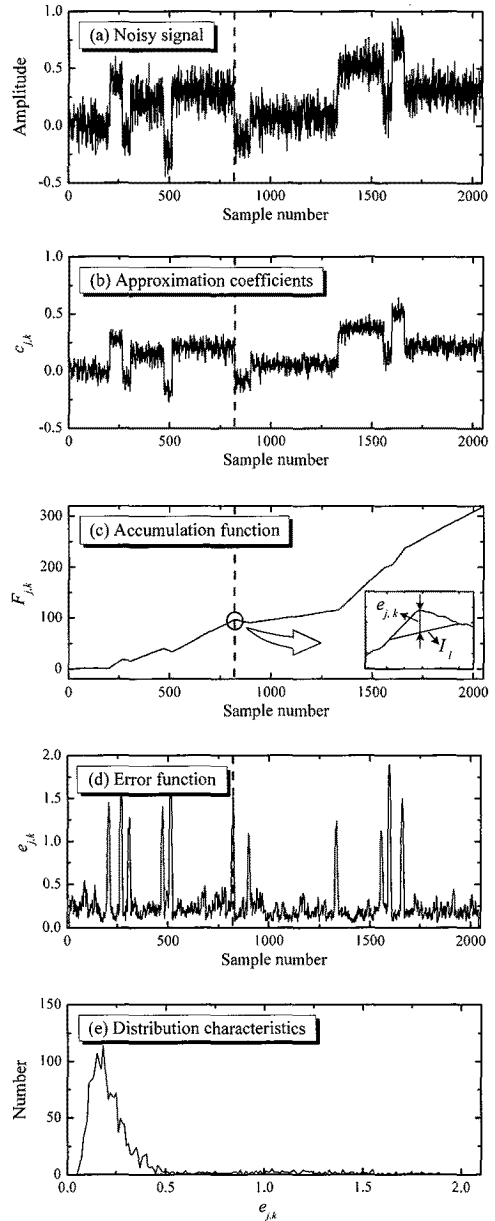 (a) Noisy signal
1.0
0.5
0.0
-0.5
Amplitude
0 500 1000 1500 2000
Sample number
(b) Approximation coefficients
1.0
0.5
0.0
-0.5
c_{j,k}
0 500 1000 1500 2000
Sample number
(c) Accumulation function
300
200
100
0
F_{j,k}
e_{j,k}
I_l
0 500 1000 1500 2000
Sample number
(d) Error function
2.0
1.5
1.0
0.5
0.0
e_{j,k}
0 500 1000 1500 2000
Sample number
(e) Distribution characteristics
150
100
50
0
Number
0.0 0.5 1.0 1.5 2.0
e_{j,k}